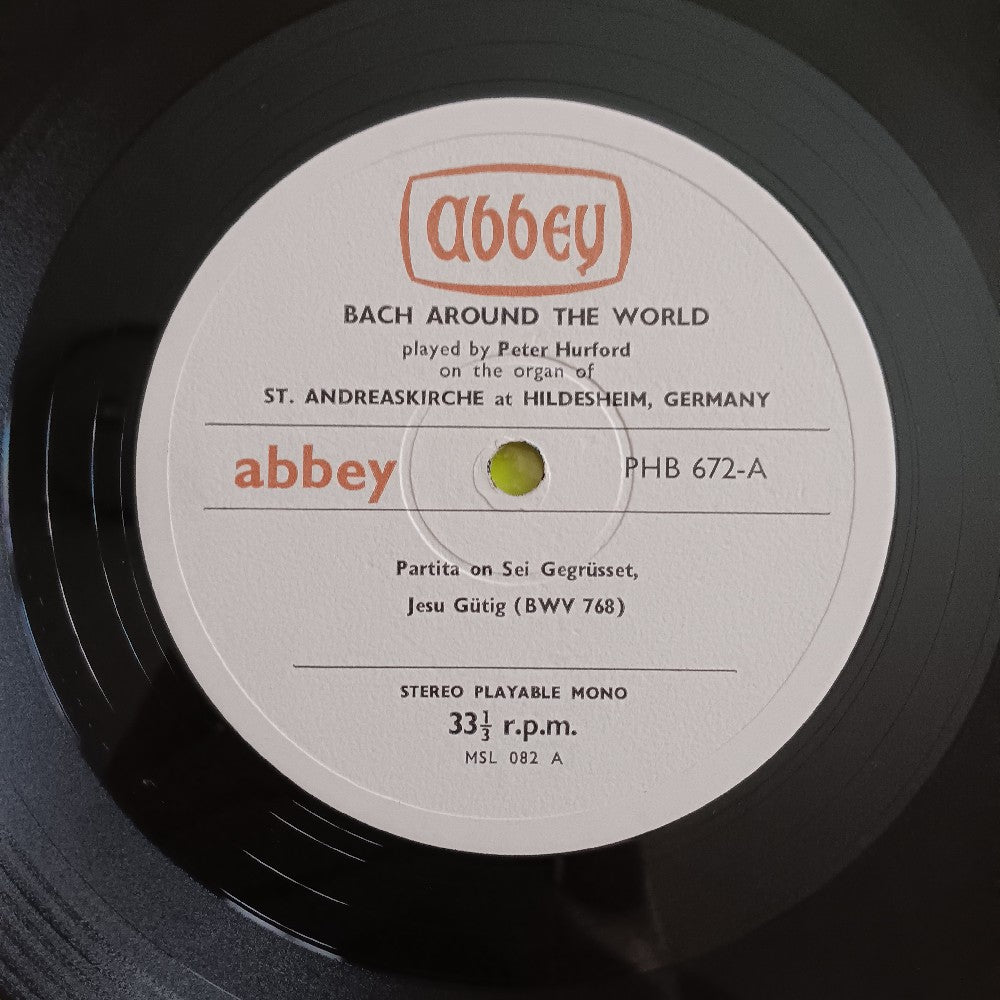 abbey
BACH AROUND THE WORLD
played by Peter Hurford
on the organ of
ST. ANDREASKIRCHE at HILDESHEIM, GERMANY
abbey PHB 672-A
Partita on Sei Gegrüsset,
Jesu Gütig (BWV 768)
STEREO PLAYABLE MONO
33⅓ r.p.m.
MSL 082 A